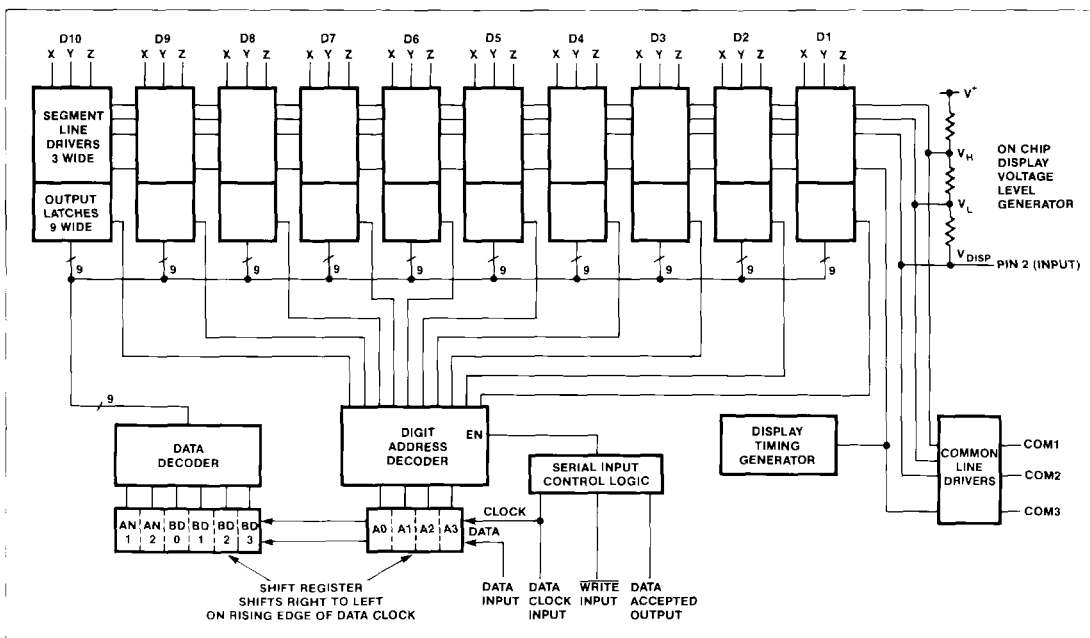 D10 D9 D8 D7 D6 D5 D4 D3 D2 D1
X Y Z X Y Z X Y Z X Y Z X Y Z X Y Z X Y Z X Y Z X Y Z X Y Z
SEGMENT
LINE
DRIVERS
3 WIDE
OUTPUT
LATCHES
9 WIDE
V+
VH
VL
VDISP
PIN 2 (INPUT)
ON CHIP
DISPLAY
VOLTAGE
LEVEL
GENERATOR
9 9 9 9 9 9 9 9 9
9
DATA
DECODER
DIGIT
ADDRESS
DECODER
EN
SERIAL INPUT
CONTROL LOGIC
DISPLAY
TIMING
GENERATOR
COMMON
LINE
DRIVERS
COM1
COM2
COM3
AN 1 AN 2 BD 0 BD 1 BD 2 BD 3
A0 A1 A2 A3
CLOCK
DATA
SHIFT REGISTER
SHIFTS RIGHT TO LEFT
ON RISING EDGE OF DATA CLOCK
DATA
INPUT
DATA
CLOCK
INPUT
WRITE
INPUT
DATA
ACCEPTED
OUTPUT